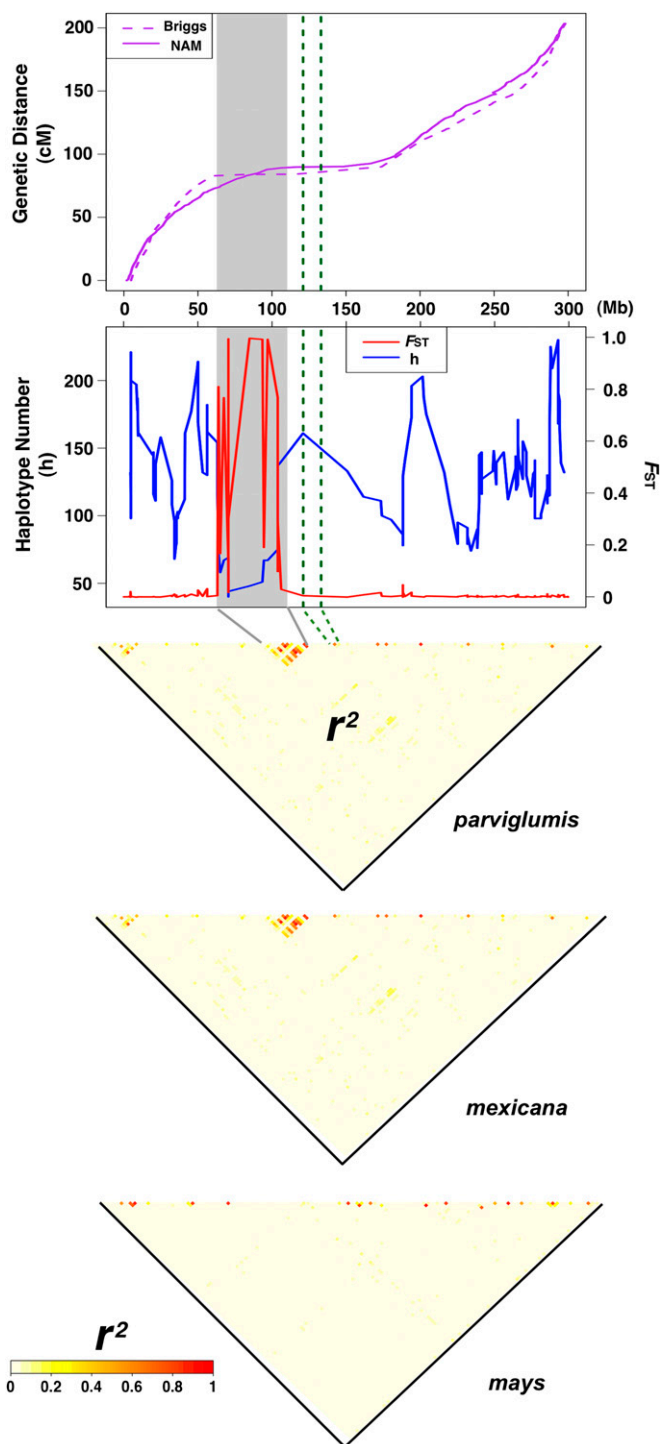 Briggs
NAM
Genetic Distance
(cM)
200
150
100
50
0
0 50 100 150 200 250 300 (Mb)
FST
h
Haplotype Number
(h)
200
150
100
50
1.0
0.8
0.6
0.4
0.2
0
FST
r²
parviglumis
mexicana
r²
0 0.2 0.4 0.6 0.8 1
mays